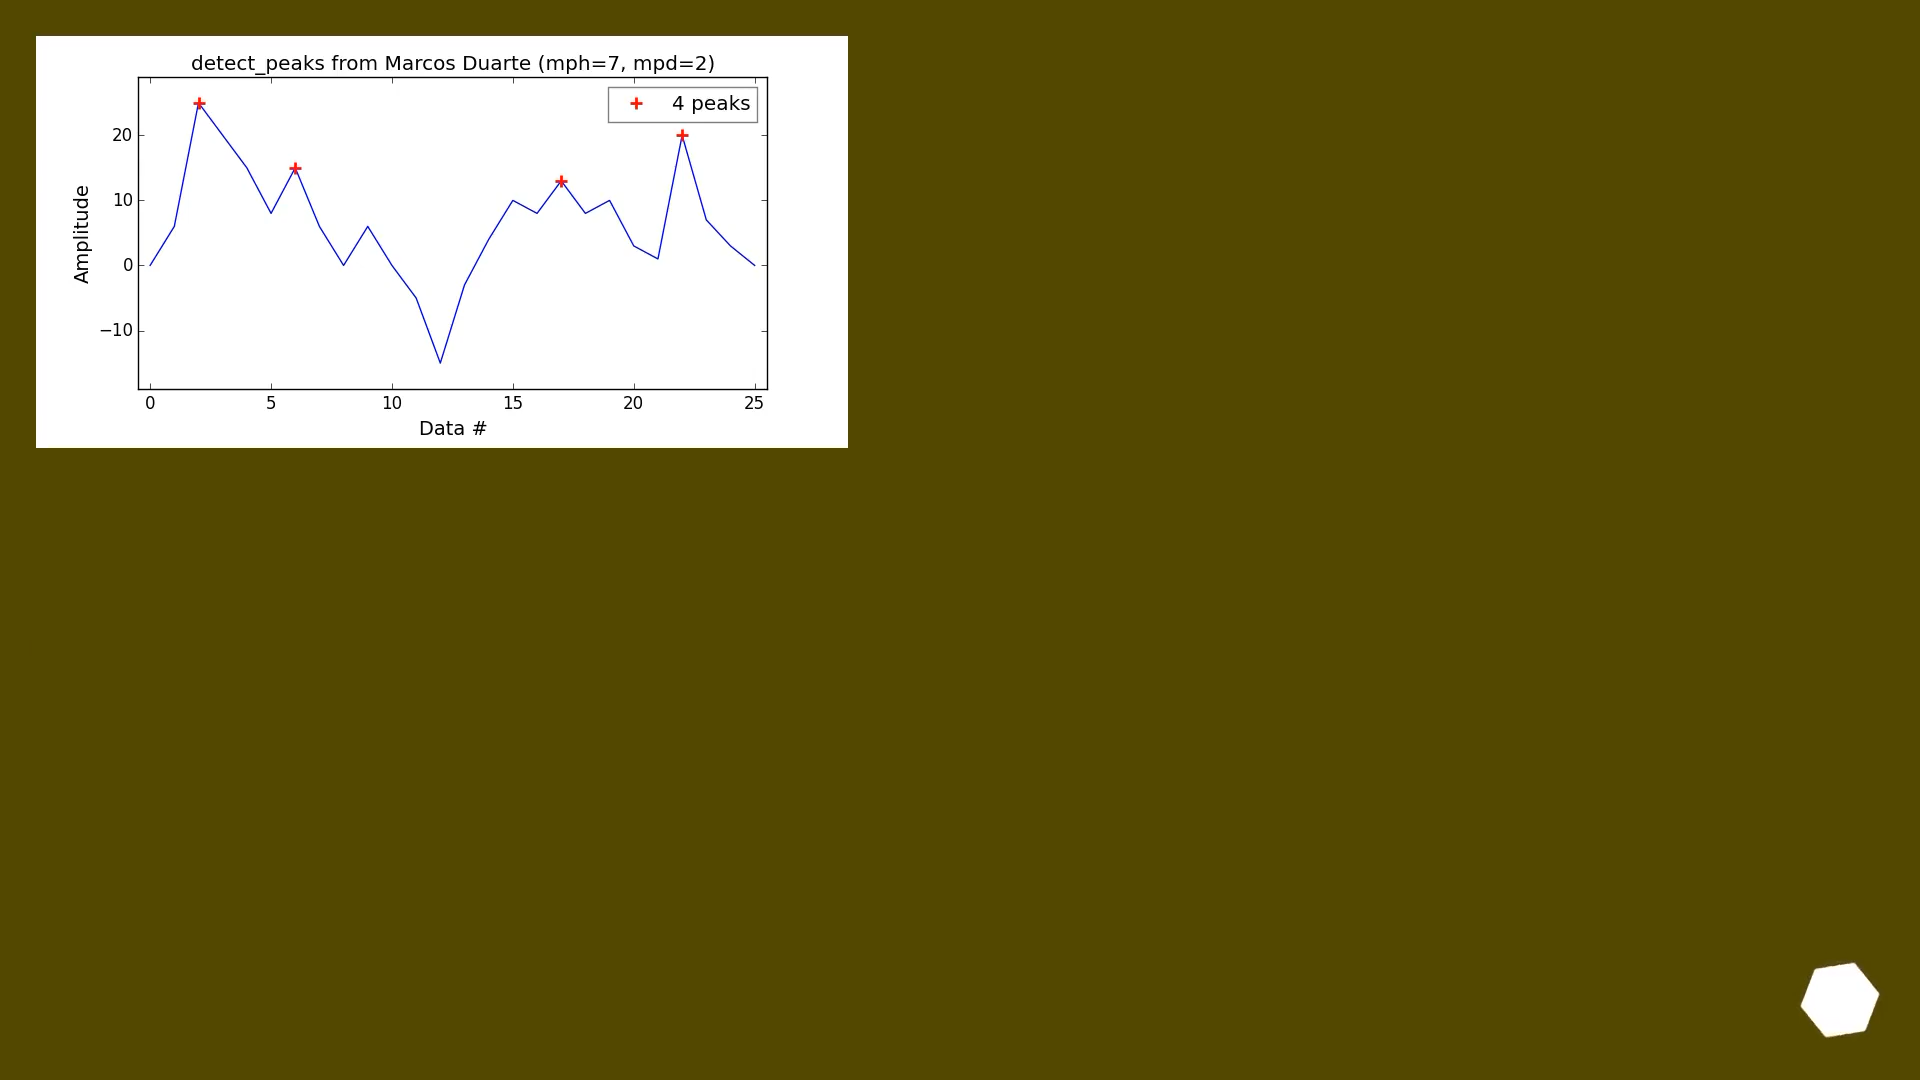 detect_peaks from Marcos Duarte (mph=7, mpd=2)
4 peaks
20
10
0
−10
Amplitude
0 5 10 15 20 25
Data #